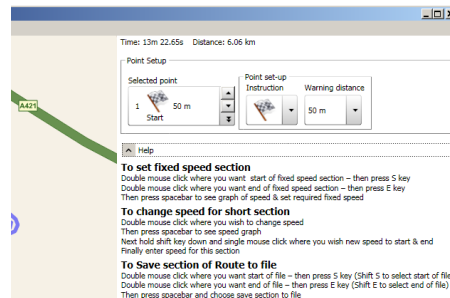 Time: 13m 22.65s Distance: 6.06 km
Point Setup
Selected point
Point set-up
Instruction Warning distance
1 50 m
Start
50 m
A421
Help
To set fixed speed section
Double mouse click where you want start of fixed speed section – then press S key
Double mouse click where you want end of fixed speed section – then press E key
Then press spacebar to see graph of speed & set required fixed speed
To change speed for short section
Double mouse click where you wish to change speed
Then press spacebar to see speed graph
Next hold shift key down and single mouse click where you wish new speed to start & end
Finally enter speed for this section
To Save section of Route to file
Double mouse click where you want start of file – then press S key (Shift S to select start of file
Double mouse click where you want end of file – then press E key (Shift E to select end of file)
Then press spacebar and choose save section to file